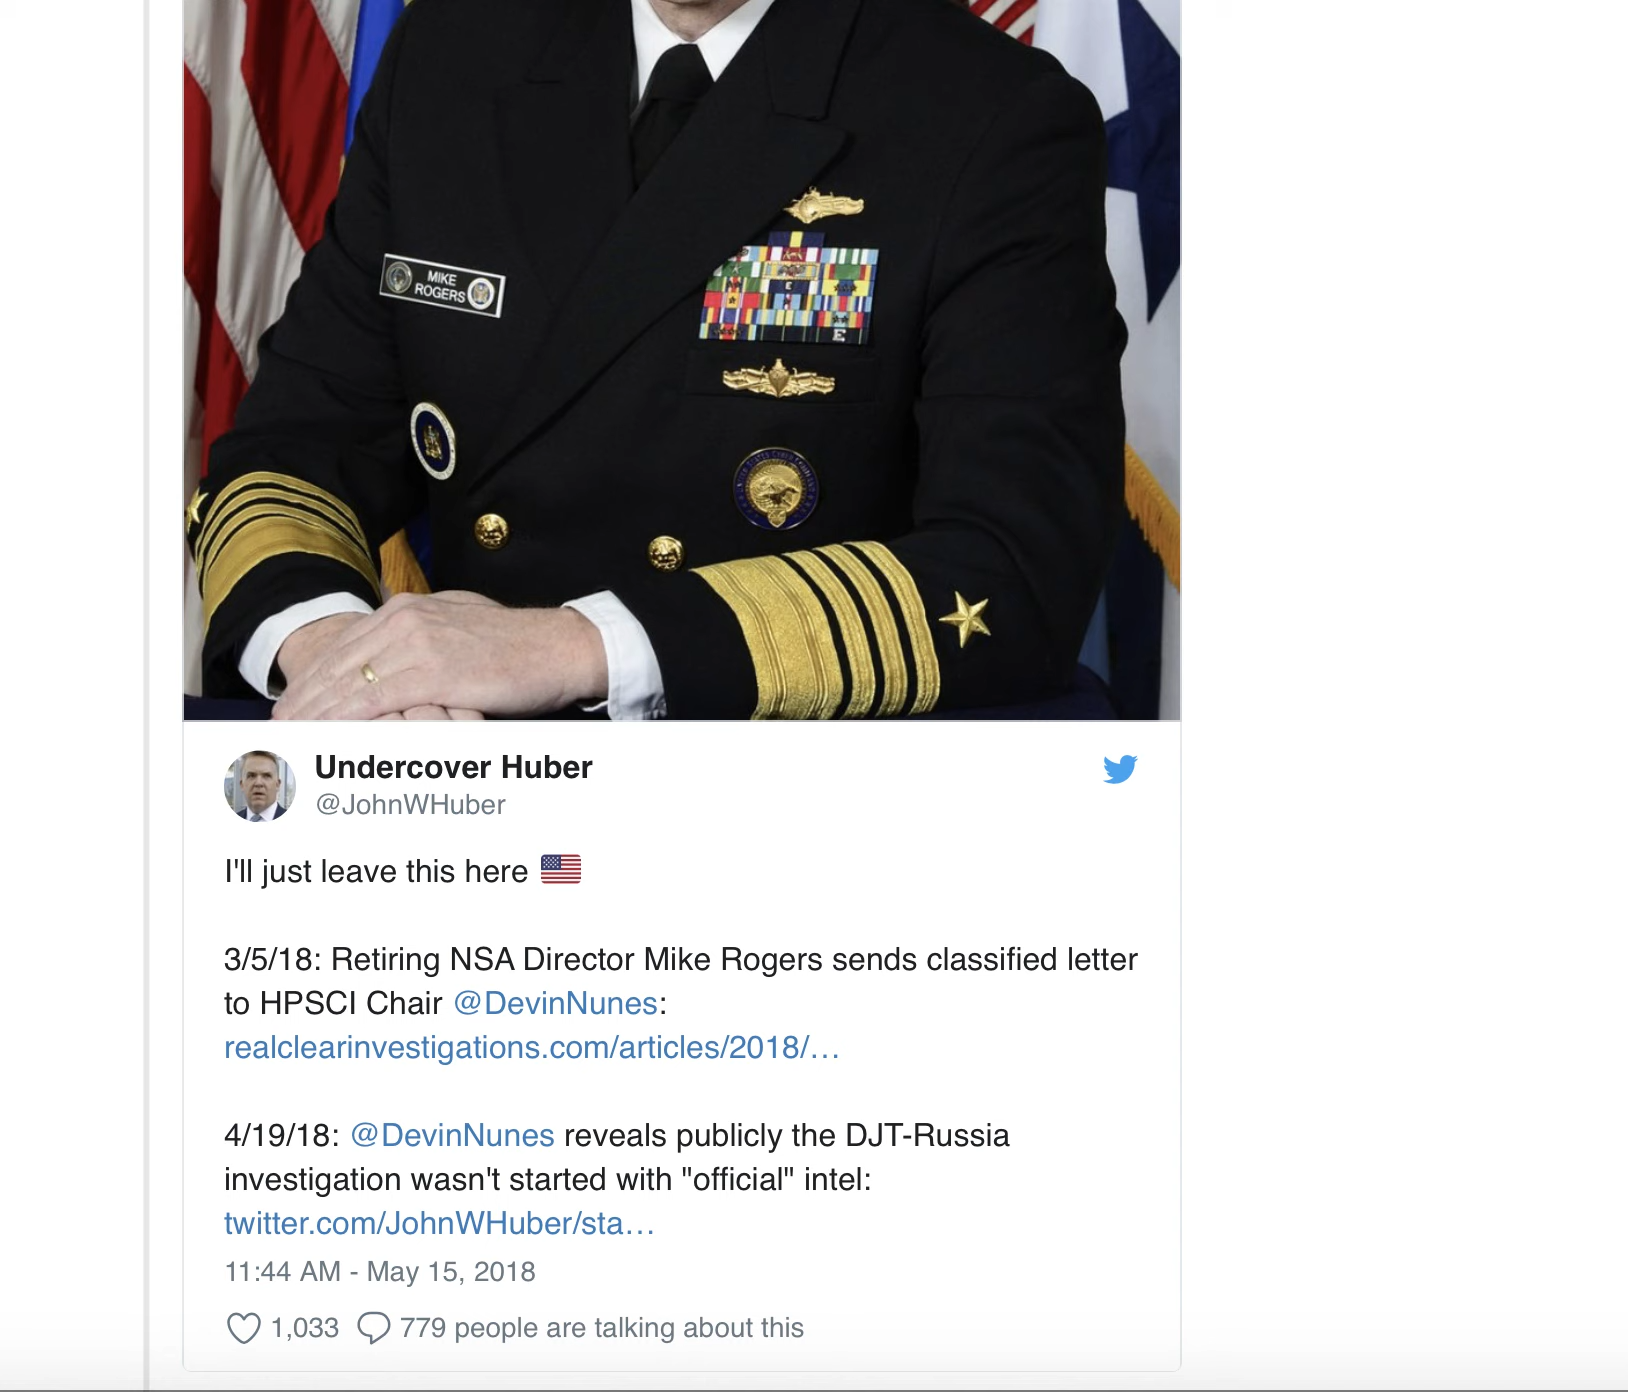 MIKE
ROGERS
E
E
Undercover Huber
@JohnWHuber
I'll just leave this here 🇺🇸
3/5/18: Retiring NSA Director Mike Rogers sends classified letter
to HPSCI Chair @DevinNunes:
realclearinvestigations.com/articles/2018/…
4/19/18: @DevinNunes reveals publicly the DJT-Russia
investigation wasn't started with "official" intel:
twitter.com/JohnWHuber/sta…
11:44 AM - May 15, 2018
1,033 779 people are talking about this